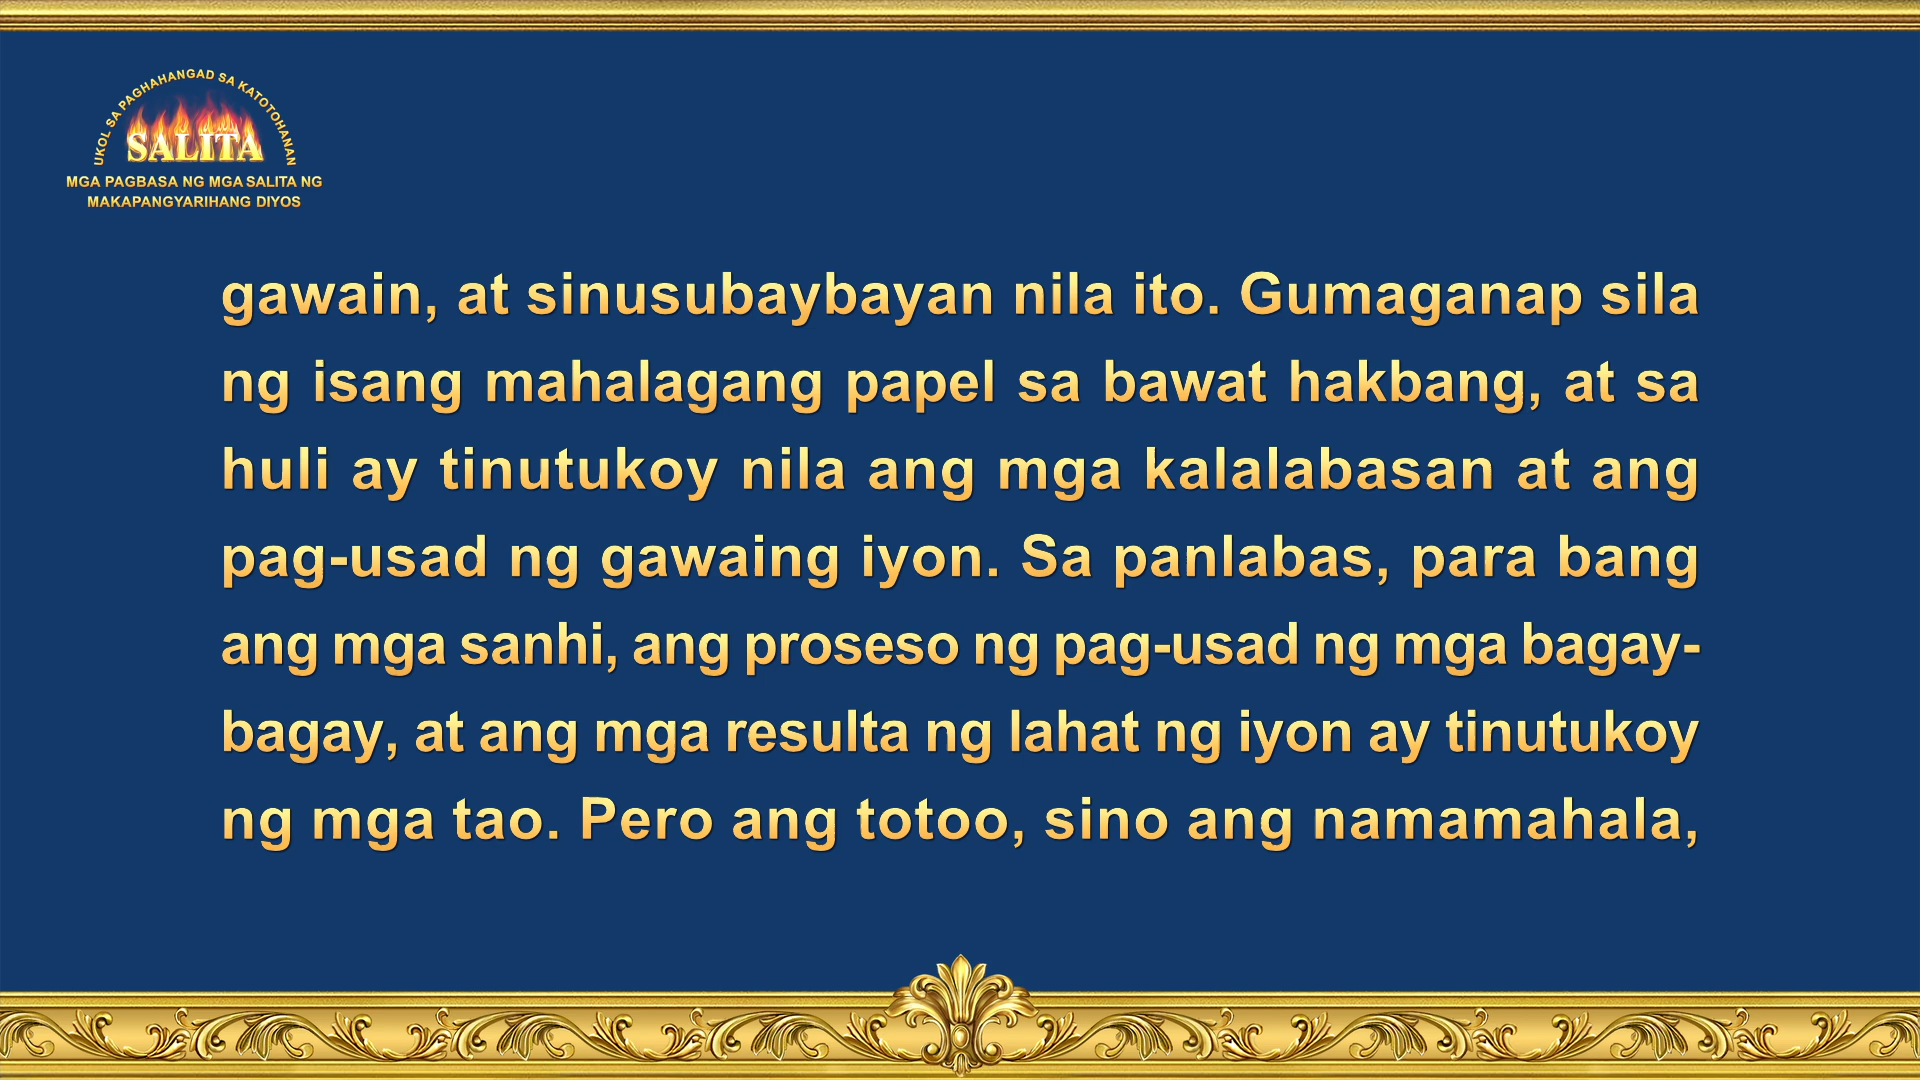 UKOL SA PAGHAHANGAD SA KATOTOHANAN
SALITA
MGA PAGBASA NG MGA SALITA NG
MAKAPANGYARIHANG DIYOS
gawain, at sinusubaybayan nila ito. Gumaganap sila
ng isang mahalagang papel sa bawat hakbang, at sa
huli ay tinutukoy nila ang mga kalalabasan at ang
pag-usad ng gawaing iyon. Sa panlabas, para bang
ang mga sanhi, ang proseso ng pag-usad ng mga bagay-
bagay, at ang mga resulta ng lahat ng iyon ay tinutukoy
ng mga tao. Pero ang totoo, sino ang namamahala,